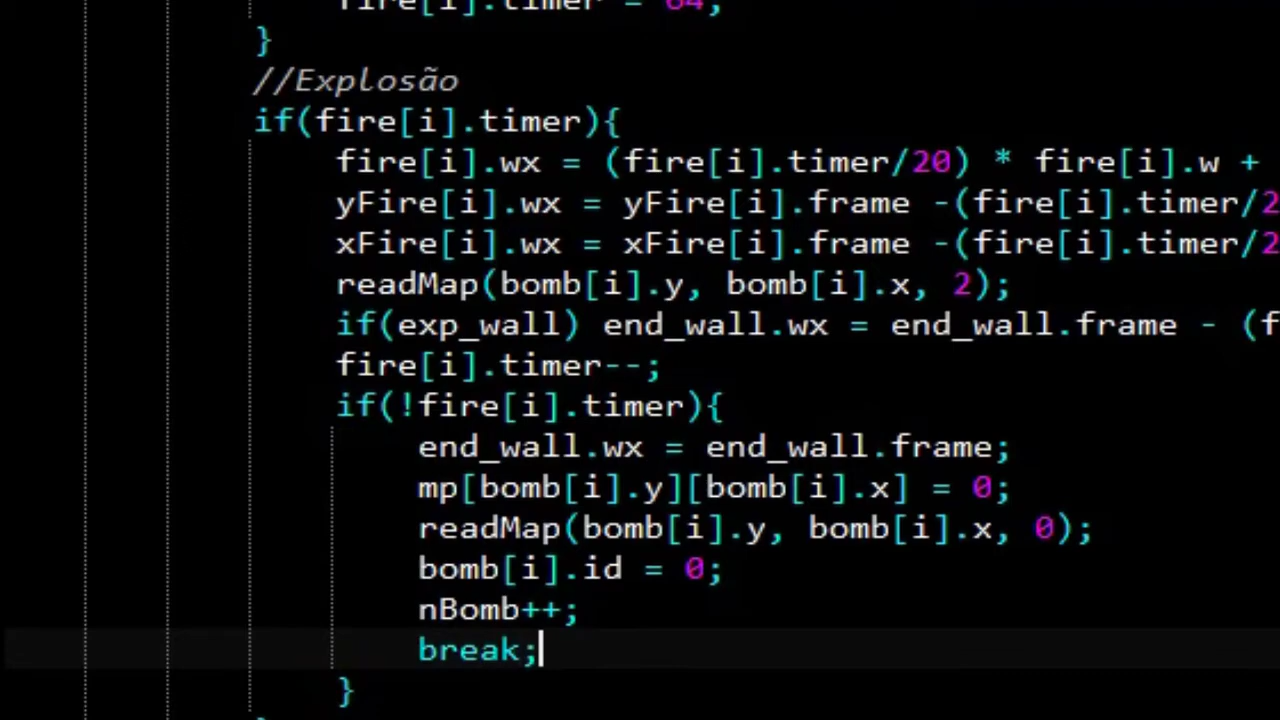 fire[i].timer = 64;
}
//Explosão
if(fire[i].timer){
fire[i].wx = (fire[i].timer/20) * fire[i].w +
yFire[i].wx = yFire[i].frame -(fire[i].timer/2
xFire[i].wx = xFire[i].frame -(fire[i].timer/2
readMap(bomb[i].y, bomb[i].x, 2);
if(exp_wall) end_wall.wx = end_wall.frame - (f
fire[i].timer--;
if(!fire[i].timer){
end_wall.wx = end_wall.frame;
mp[bomb[i].y][bomb[i].x] = 0;
readMap(bomb[i].y, bomb[i].x, 0);
bomb[i].id = 0;
nBomb++;
break;
}